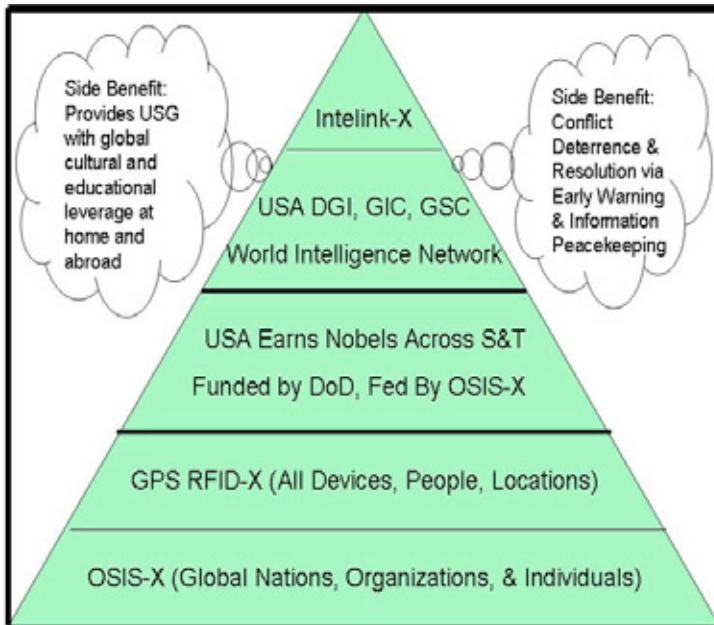 Side Benefit:
Provides USG
with global
cultural and
educational
leverage at
home and
abroad
Side Benefit:
Conflict
Deterrence &
Resolution via
Early Warning
& Information
Peacekeeping
Intelink-X
USA DGI, GIC, GSC
World Intelligence Network
USA Earns Nobels Across S&T
Funded by DoD, Fed By OSIS-X
GPS RFID-X (All Devices, People, Locations)
OSIS-X (Global Nations, Organizations, & Individuals)